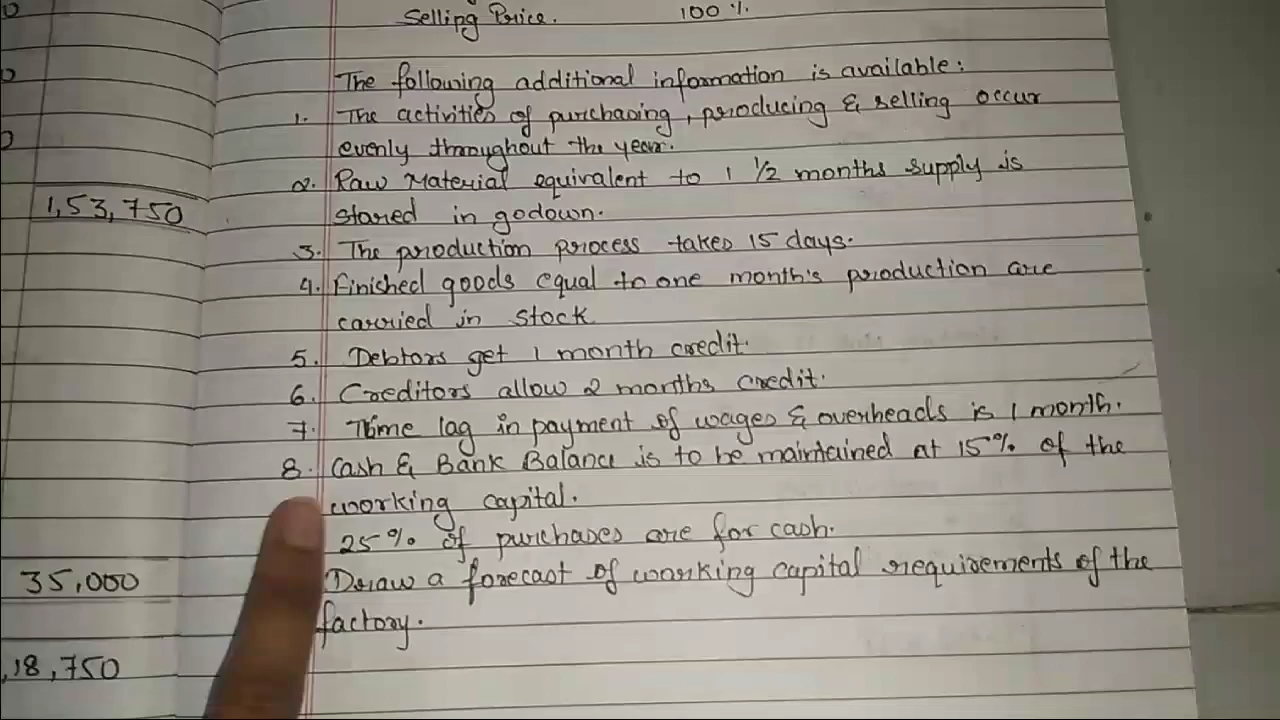 Selling Price. 100 %
The following additional information is available:
1. The activities of purchasing, producing & selling occur
evenly throughout the year.
2. Raw Material equivalent to 1 1/2 months supply is
stored in godown.
1,53,750
3. The production process takes 15 days.
4. Finished goods equal to one month's production are
carried in stock
5. Debtors get 1 month credit.
6. Creditors allow 2 months credit.
7. Time lag in payment of wages & overheads is 1 month.
8. Cash & Bank Balance is to be maintained at 15% of the
working capital.
25% of purchases are for cash.
Draw a forecast of working capital requirements of the
35,000
factory.
,18,750